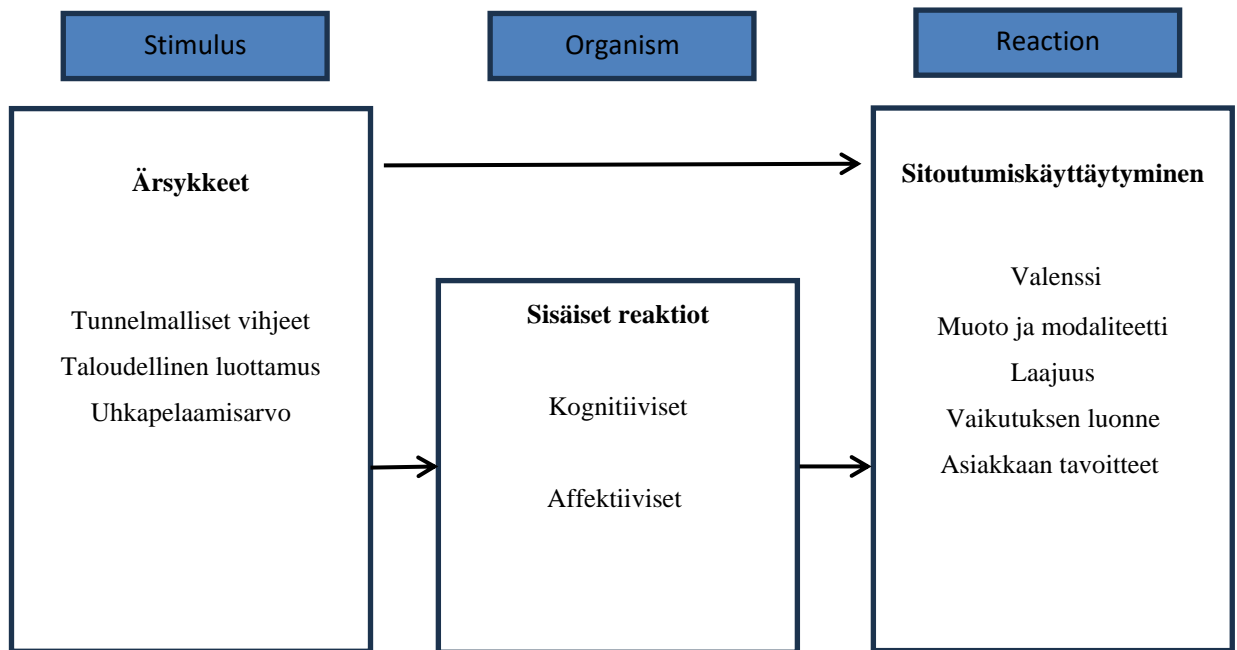 Stimulus
Organism
Reaction
Ärsykkeet
Tunnelmalliset vihjeet
Taloudellinen luottamus
Uhkapelaamisarvo
Sisäiset reaktiot
Kognitiiviset
Affektiiviset
Sitoutumiskäyttäytyminen
Valenssi
Muoto ja modaliteetti
Laajuus
Vaikutuksen luonne
Asiakkaan tavoitteet